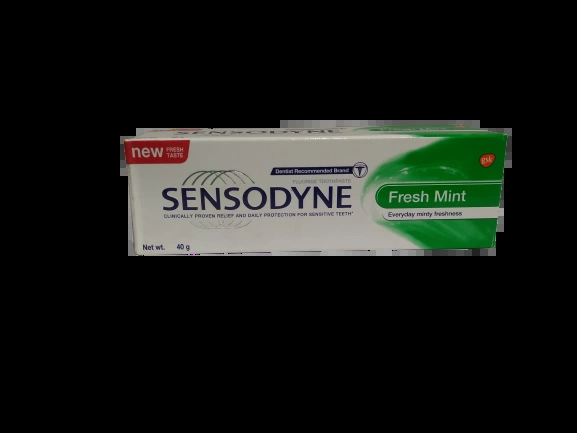 SENSODYNE
new FRESH
TASTE
Dentist Recommended Brand
FLUORIDE TOOTHPASTE
SENSODYNE
CLINICALLY PROVEN RELIEF AND DAILY PROTECTION FOR SENSITIVE TEETH*
Net wt. 40 g
gsk
Fresh Mint
Everyday minty freshness